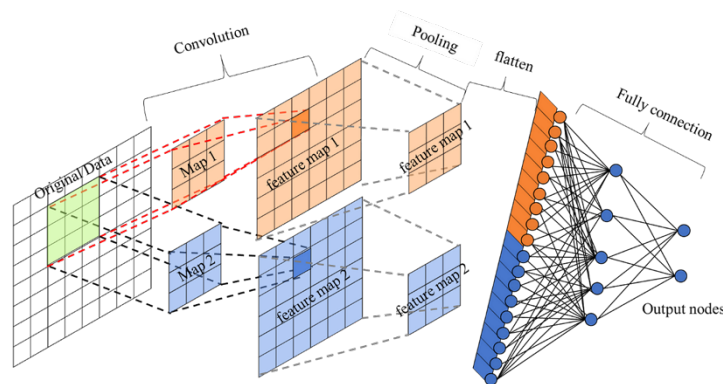 Convolution
Pooling
flatten
Fully connection
Original Data
Map 1
feature map 1
feature map 1
Map 2
feature map 2
feature map 2
Output nodes